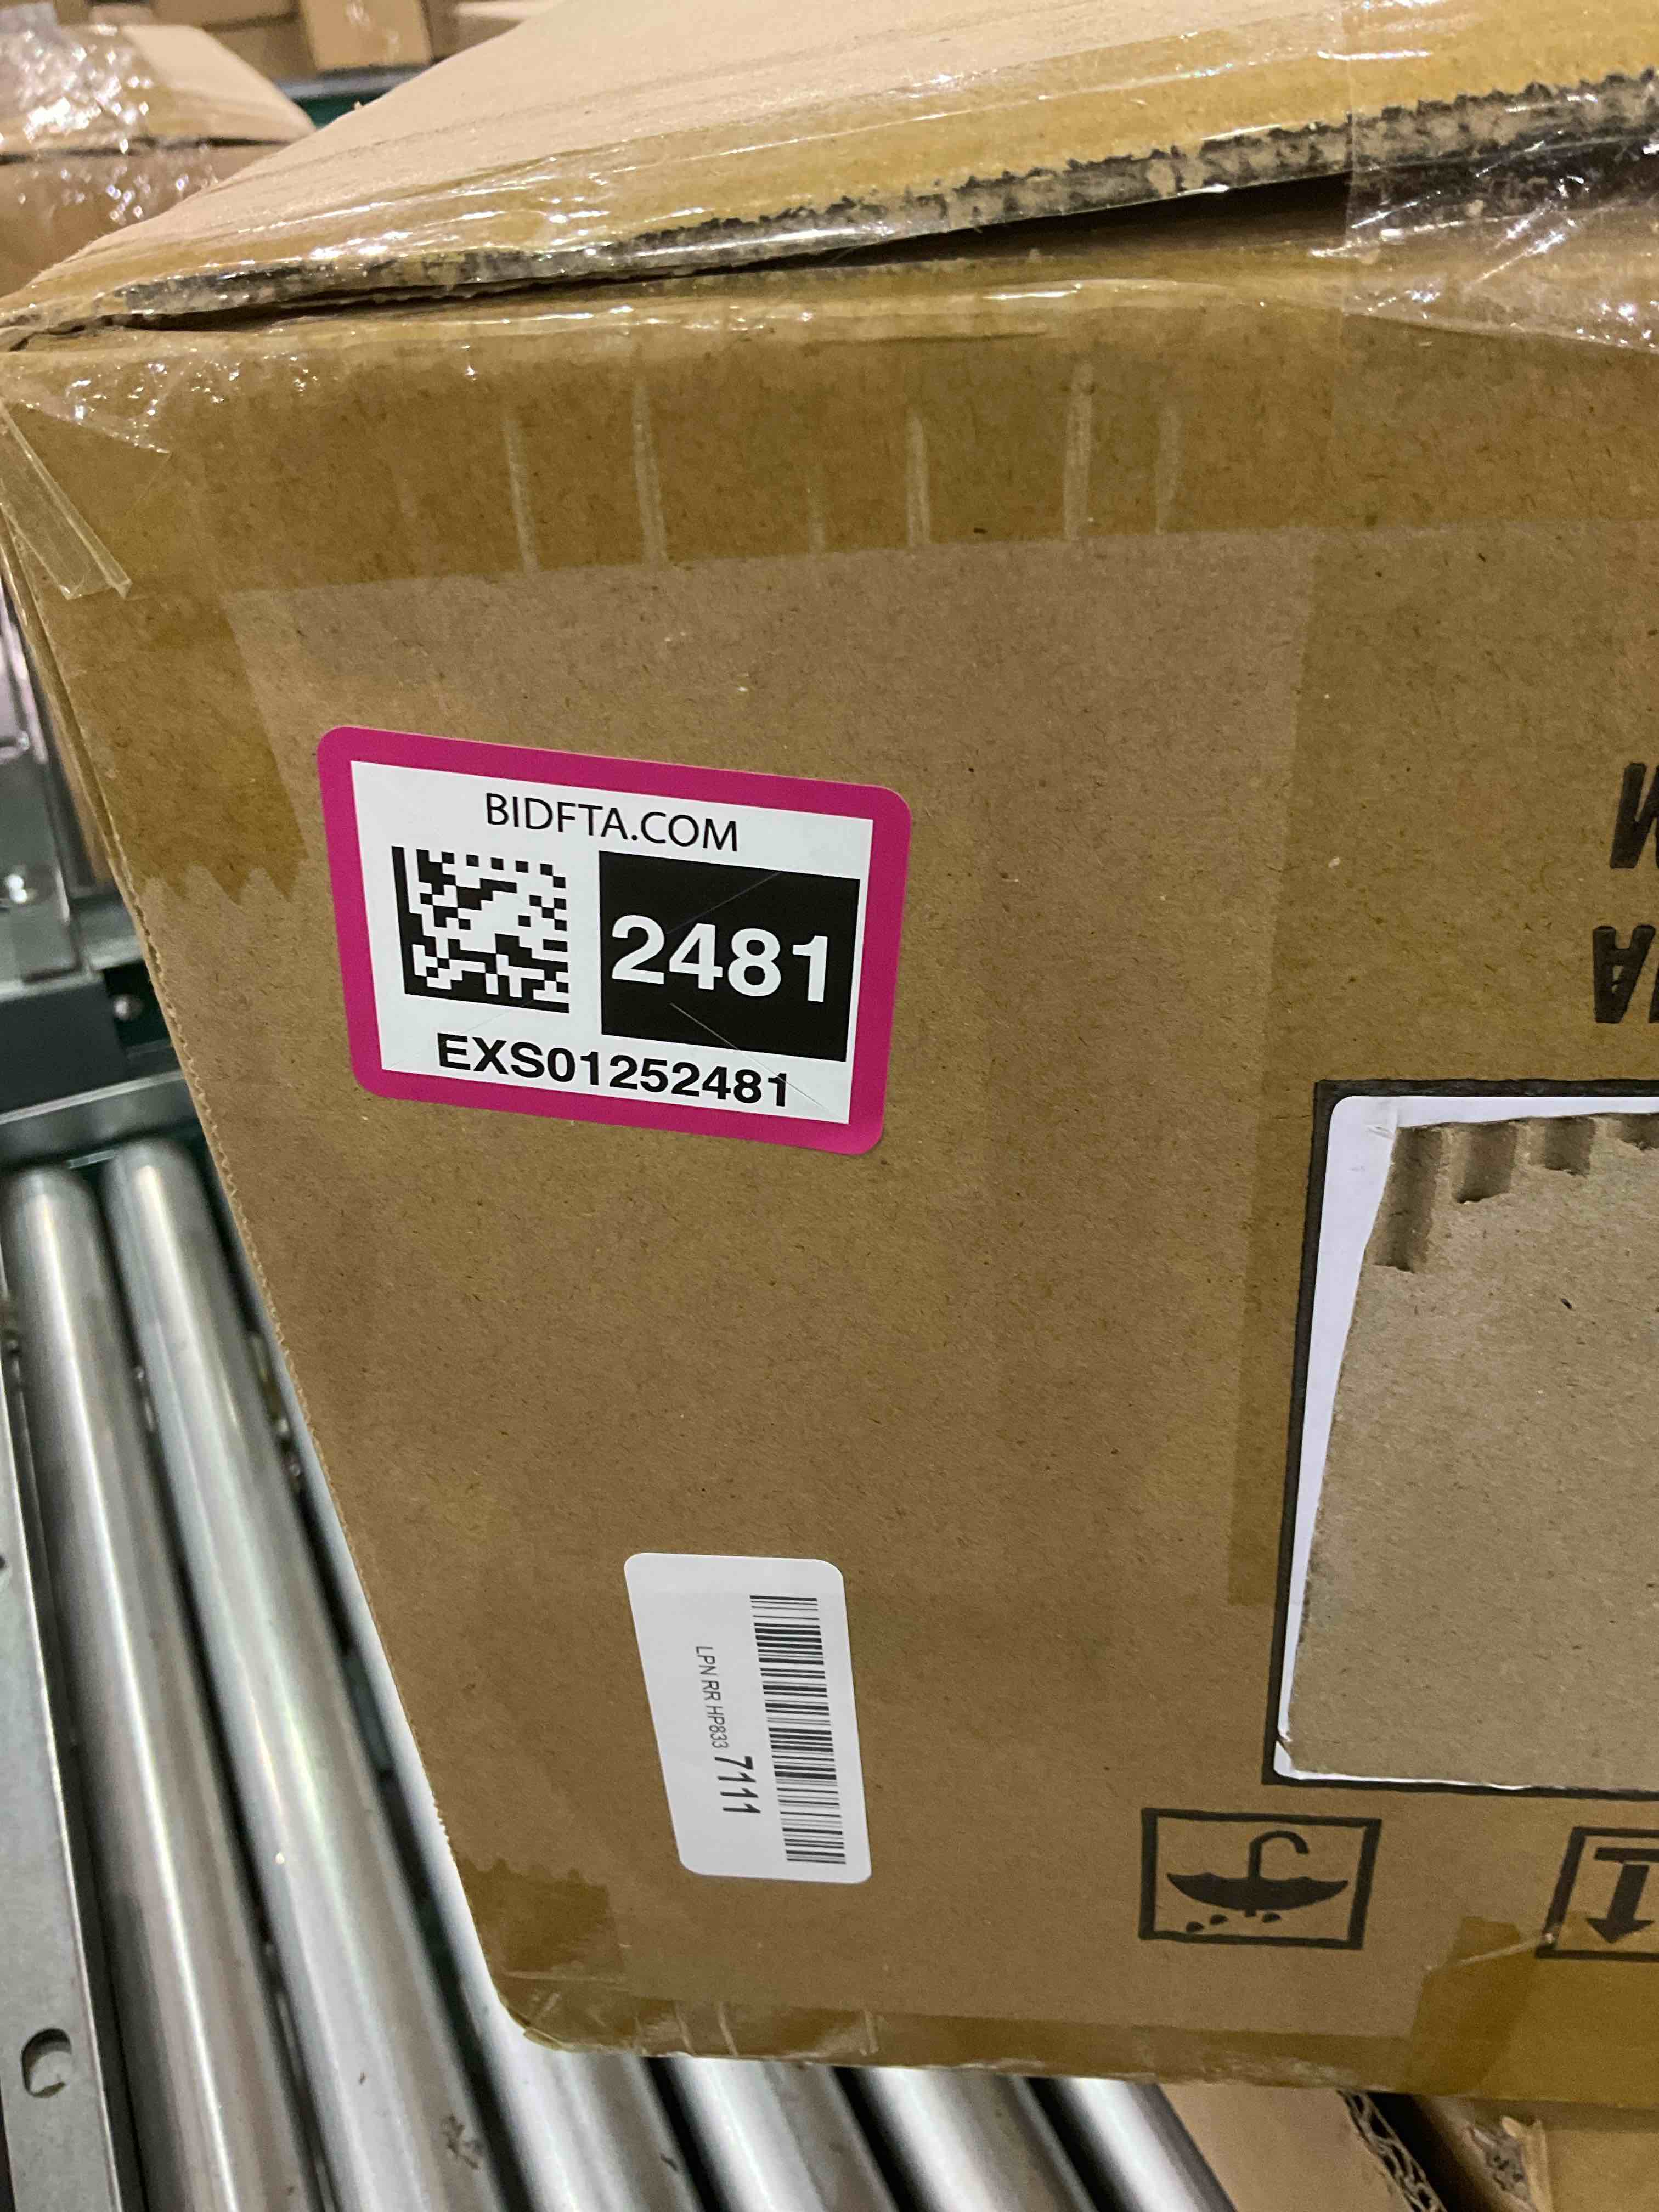 BIDFTA.COM
2481
EXS01252481
LPN RR HP833 7111